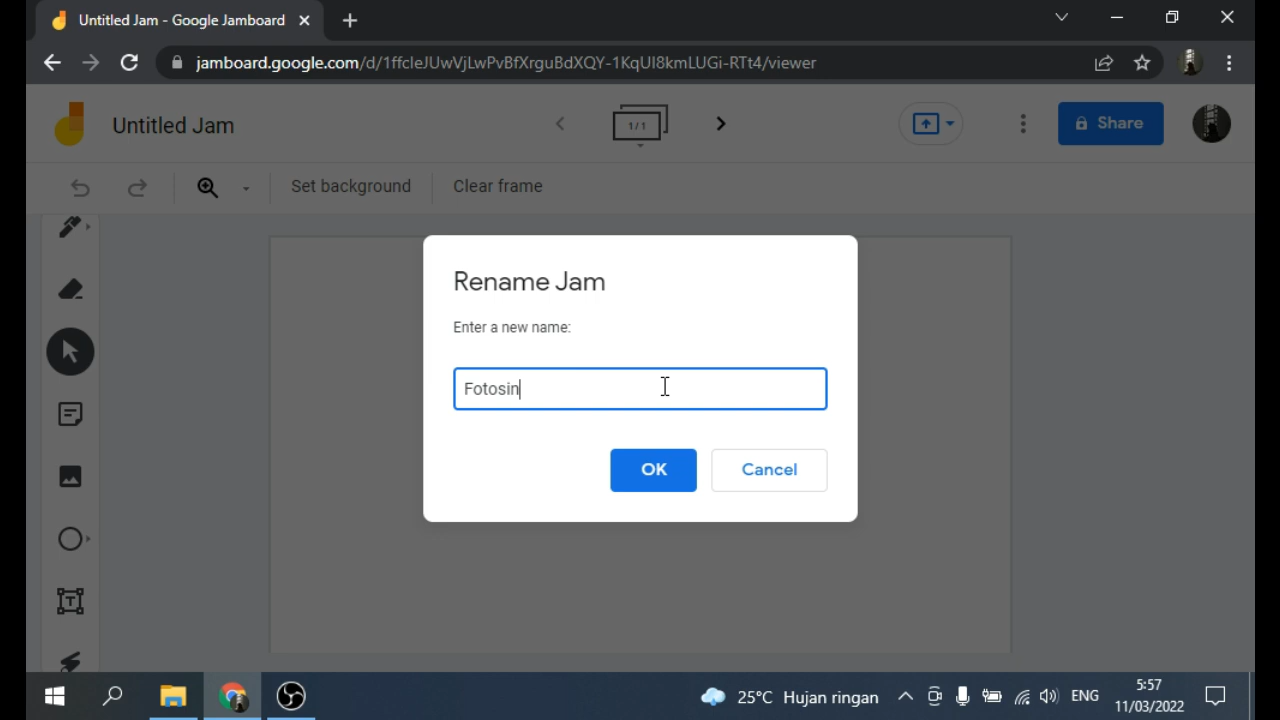 Untitled Jam - Google Jamboard
jamboard.google.com/d/1ffcleJUwVjLwPvBfXrguBdXQY-1KqUI8kmLUGi-RTt4/viewer
Untitled Jam
1/1
Share
Set background
Clear frame
Rename Jam
Enter a new name:
Fotosin
OK
Cancel
T
25°C Hujan ringan
ENG
5:57
11/03/2022